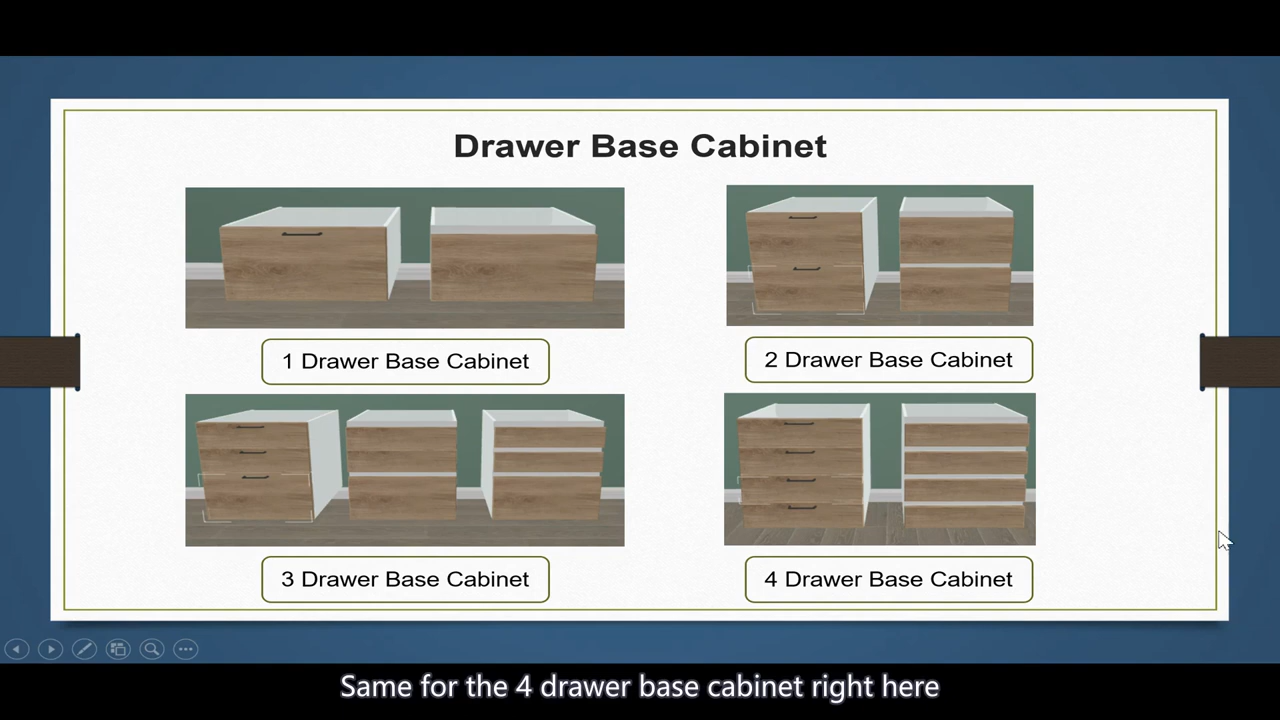 Drawer Base Cabinet
1 Drawer Base Cabinet
2 Drawer Base Cabinet
3 Drawer Base Cabinet
4 Drawer Base Cabinet
Same for the 4 drawer base cabinet right here